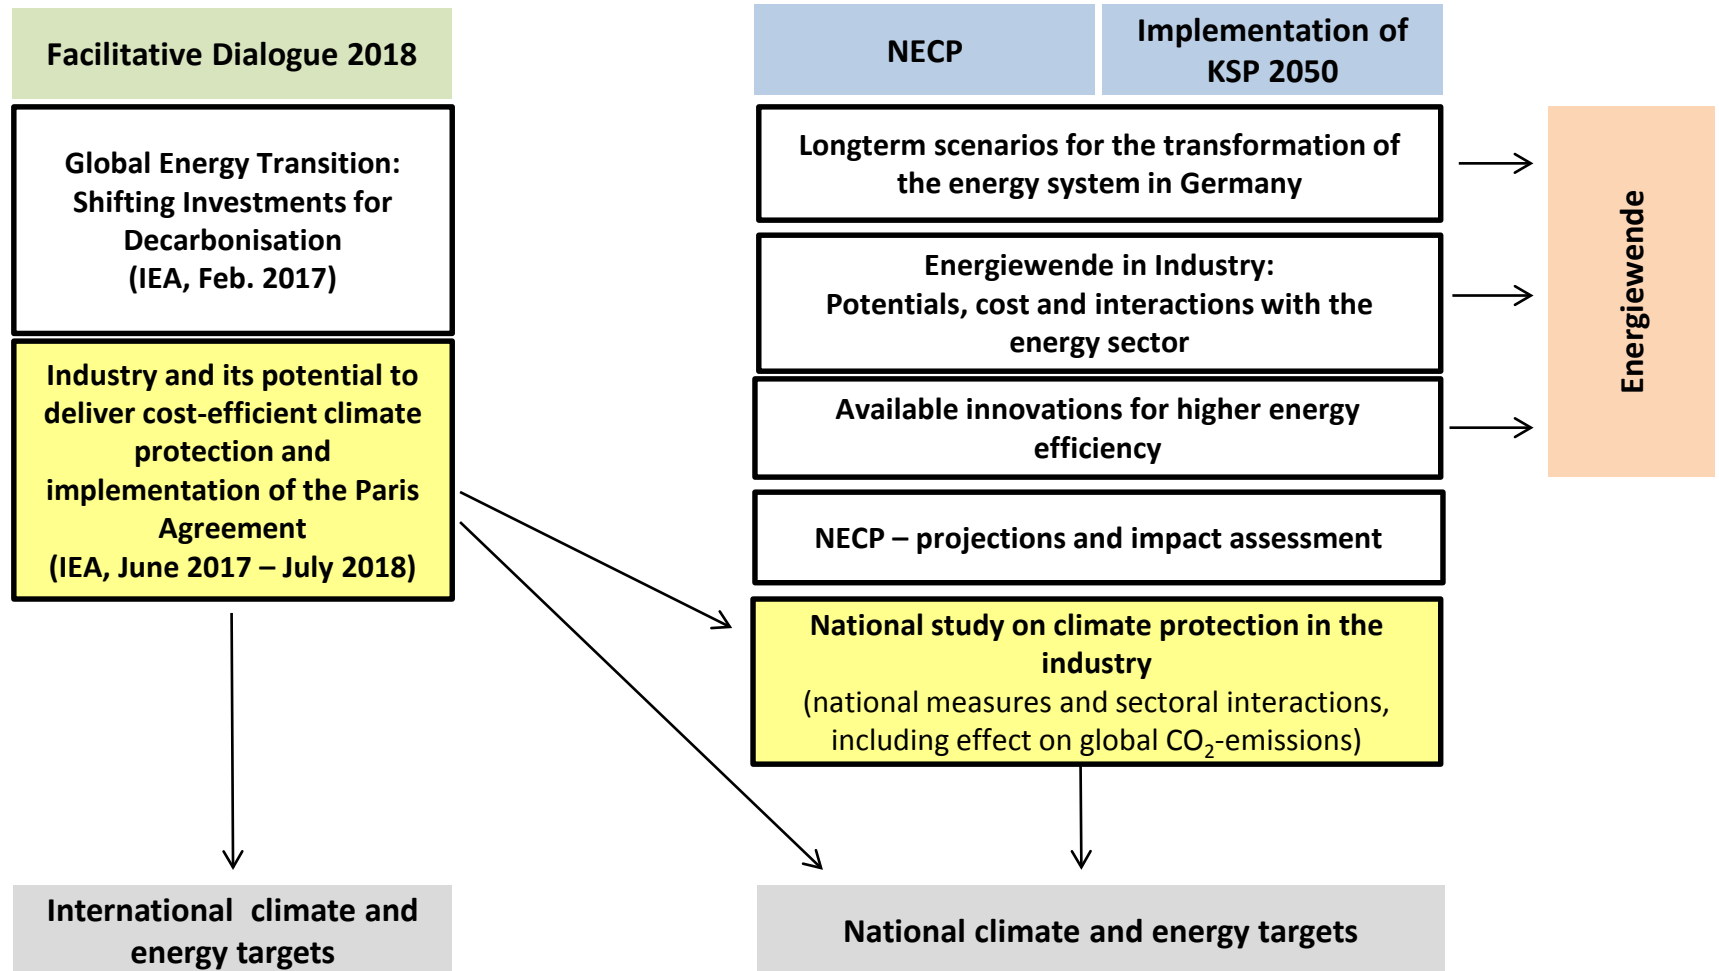 Facilitative Dialogue 2018
Global Energy Transition:
Shifting Investments for
Decarbonisation
(IEA, Feb. 2017)
Industry and its potential to
deliver cost-efficient climate
protection and
implementation of the Paris
Agreement
(IEA, June 2017 – July 2018)
International climate and
energy targets
NECP
Implementation of
KSP 2050
Longterm scenarios for the transformation of
the energy system in Germany
Energiewende in Industry:
Potentials, cost and interactions with the
energy sector
Available innovations for higher energy
efficiency
NECP – projections and impact assessment
National study on climate protection in the
industry
(national measures and sectoral interactions,
including effect on global CO₂-emissions)
National climate and energy targets
Energiewende